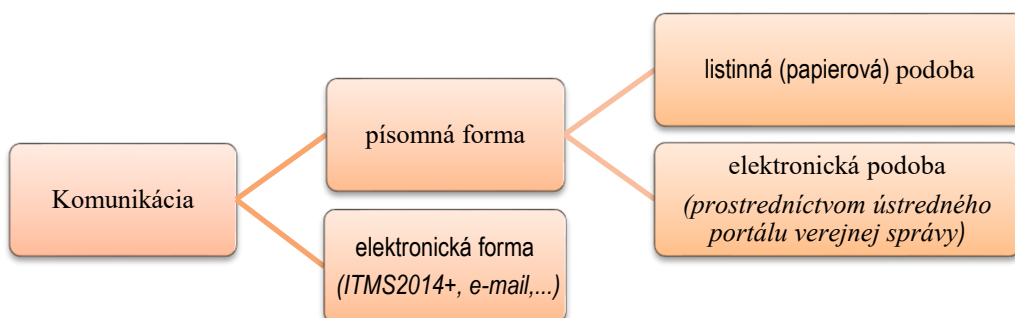 Komunikácia
písomná forma
elektronická forma
(ITMS2014+, e-mail,...)
listinná (papierová) podoba
elektronická podoba
(prostredníctvom ústredného
portálu verejnej správy)